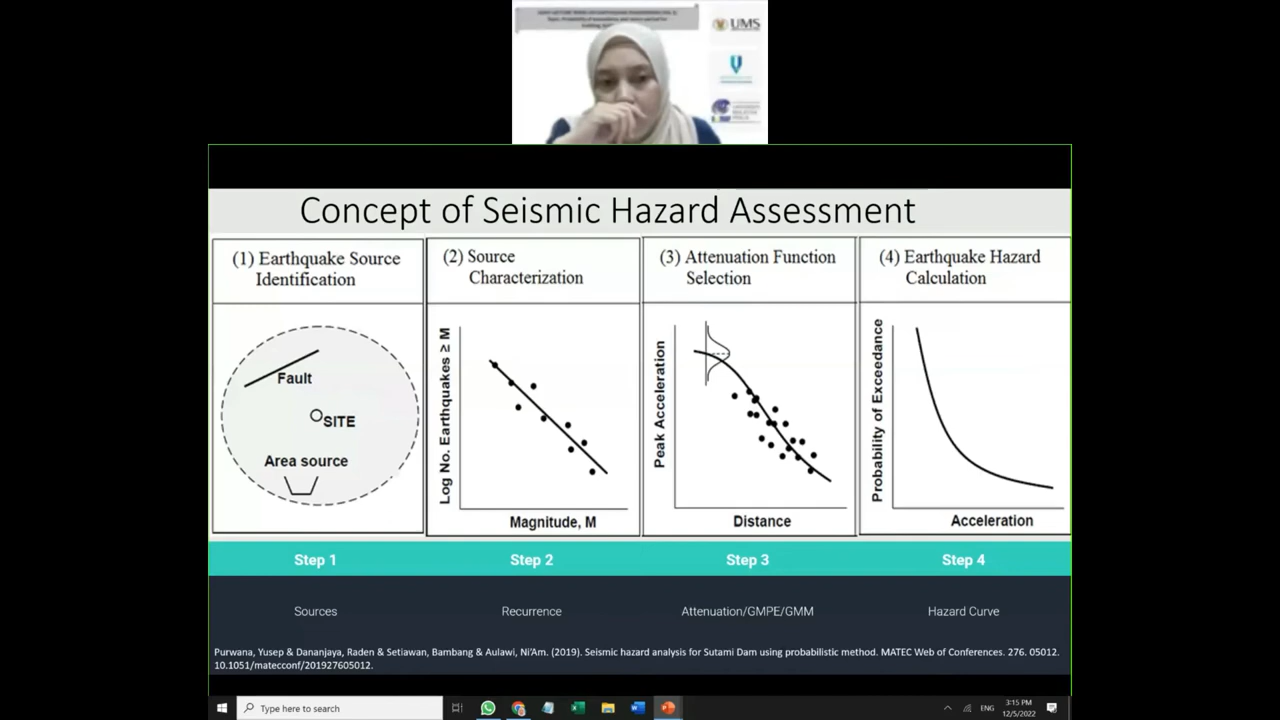 UMS
Concept of Seismic Hazard Assessment
(1) Earthquake Source
Identification
Fault
SITE
Area source
(2) Source
Characterization
Log No. Earthquakes ≥ M
Magnitude, M
(3) Attenuation Function
Selection
Peak Acceleration
Distance
(4) Earthquake Hazard
Calculation
Probability of Exceedance
Acceleration
Step 1
Step 2
Step 3
Step 4
Sources
Recurrence
Attenuation/GMPE/GMM
Hazard Curve
Purwana, Yusep & Dananjaya, Raden & Setiawan, Bambang & Aulawi, Ni'Am. (2019). Seismic hazard analysis for Sutami Dam using probabilistic method. MATEC Web of Conferences. 276. 05012.
10.1051/matecconf/201927605012.
Type here to search
ENG
3:15 PM
12/5/2022